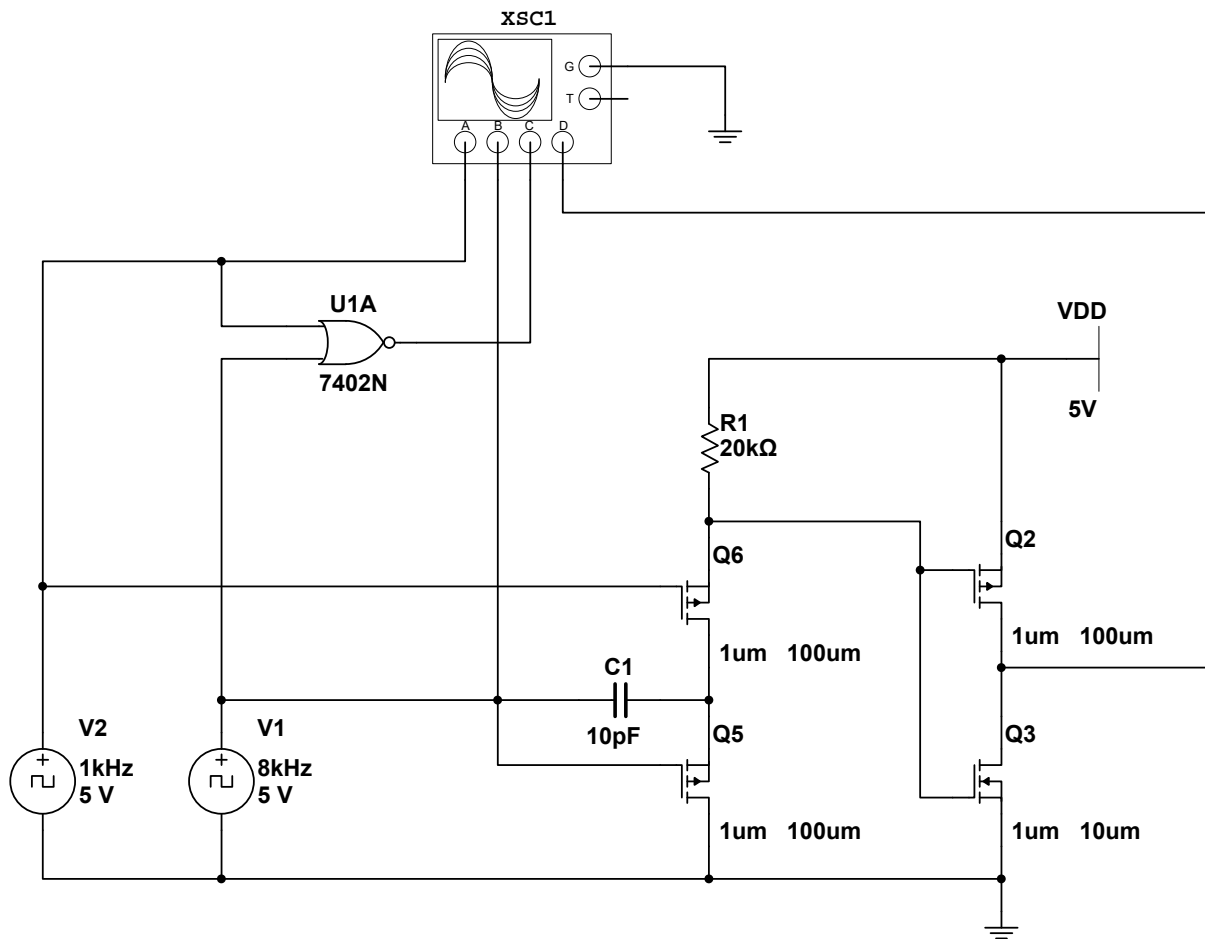 XSC1
G
T
A B C D
U1A
7402N
VDD
5V
R1
20kΩ
Q6
Q2
1um 100um
1um 100um
C1
10pF
Q5
Q3
V2
1kHz
5 V
V1
8kHz
5 V
1um 100um
1um 10um